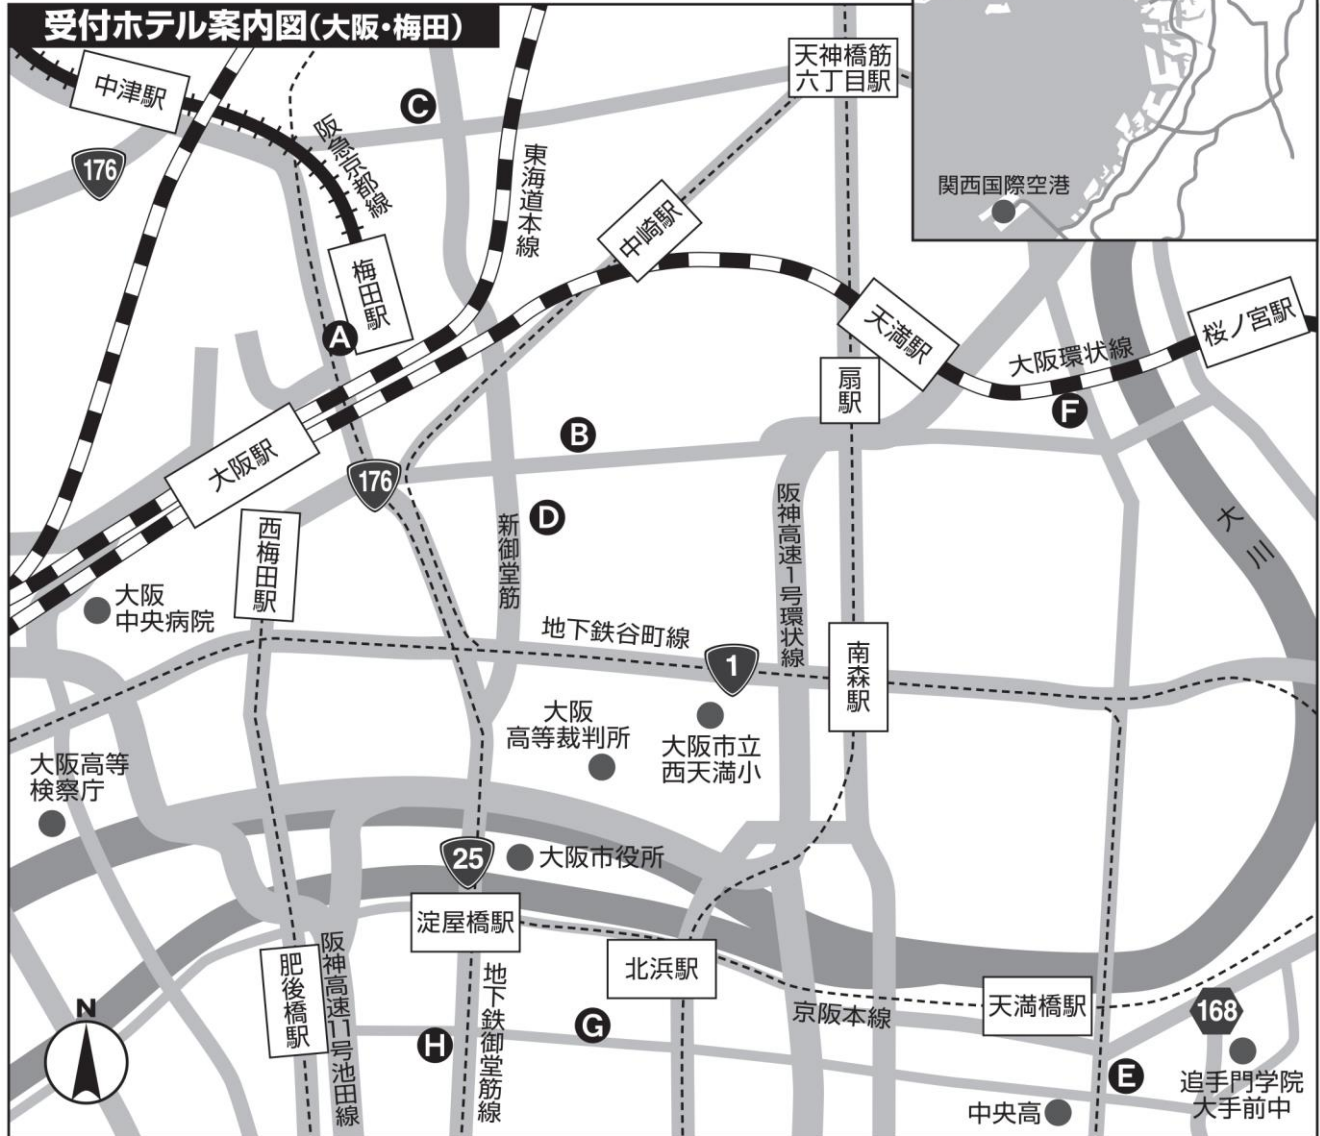 受付ホテル案内図(大阪・梅田)
中津駅
天神橋筋
六丁目駅
C
176
阪急京都線
東海道本線
関西国際空港
中崎駅
梅田駅
A
天満駅
桜ノ宮駅
大阪環状線
扇駅
F
B
大阪駅
176
D
新御堂筋
阪神高速1号環状線
大川
西梅田駅
大阪
中央病院
地下鉄谷町線
1
南森駅
大阪
高等裁判所
大阪市立
西天満小
大阪高等
検察庁
25
大阪市役所
淀屋橋駅
北浜駅
肥後橋駅
阪神高速11号池田線
地下鉄御堂筋線
天満橋駅
京阪本線
168
N
H
G
E
追手門学院
大手前中
中央高